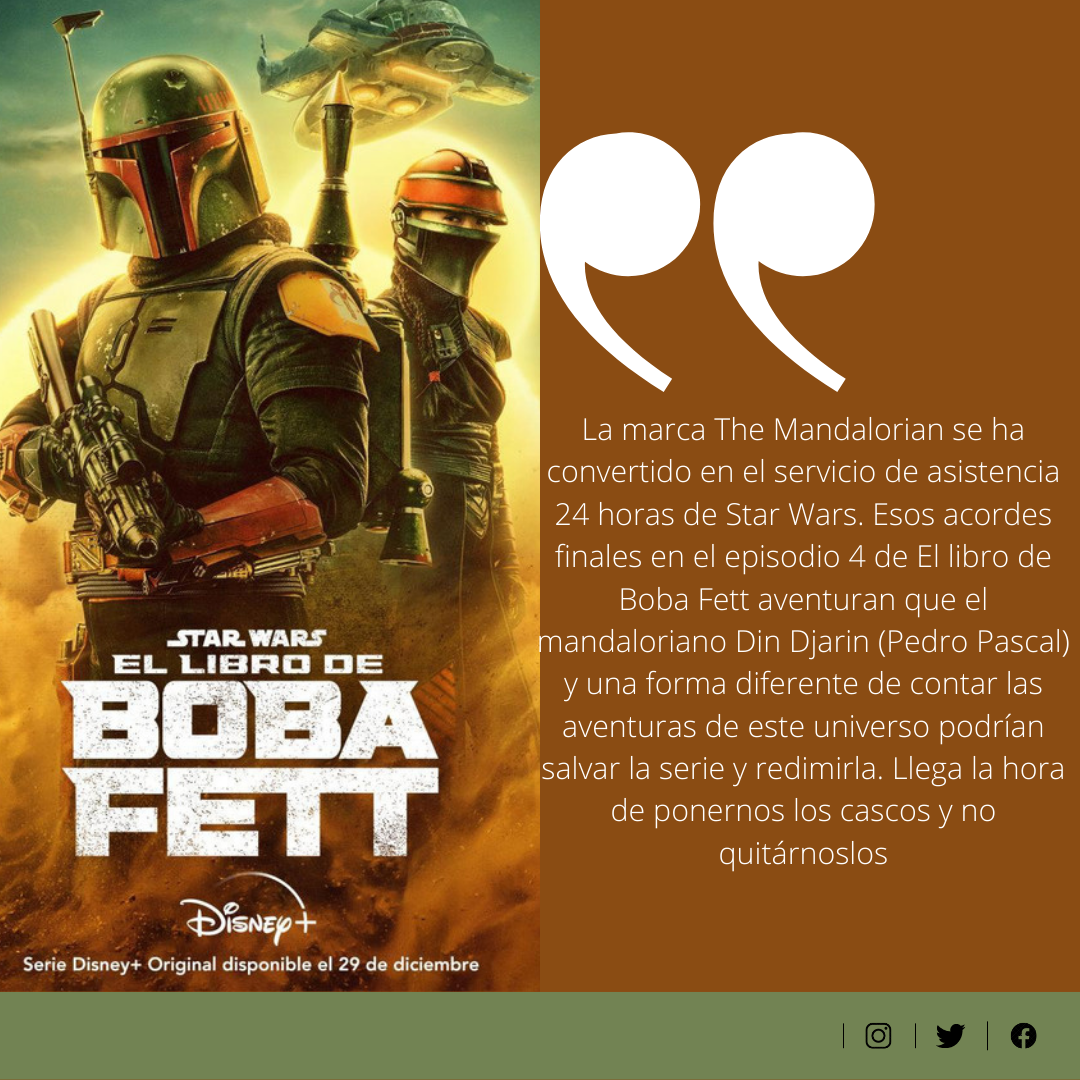 STAR WARS
EL LIBRO DE
BOBA
FETT
Disney+
Serie Disney+ Original disponible el 29 de diciembre
La marca The Mandalorian se ha
convertido en el servicio de asistencia
24 horas de Star Wars. Esos acordes
finales en el episodio 4 de El libro de
Boba Fett aventuran que el
mandaloriano Din Djarin (Pedro Pascal)
y una forma diferente de contar las
aventuras de este universo podrían
salvar la serie y redimirla. Llega la hora
de ponernos los cascos y no
quitárnoslos